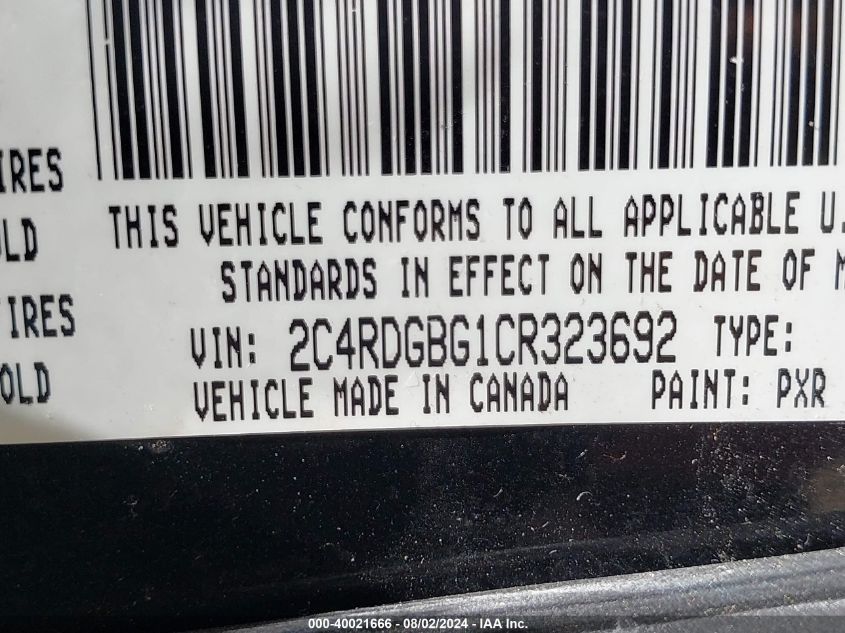 IRES
OLD
THIS VEHICLE CONFORMS TO ALL APPLICABLE U.
STANDARDS IN EFFECT ON THE DATE OF M
TIRES
OLD
VIN: 2C4RDGBG1CR323692 TYPE:
VEHICLE MADE IN CANADA PAINT: PXR
000-40021666 - 08/02/2024 - IAA Inc.